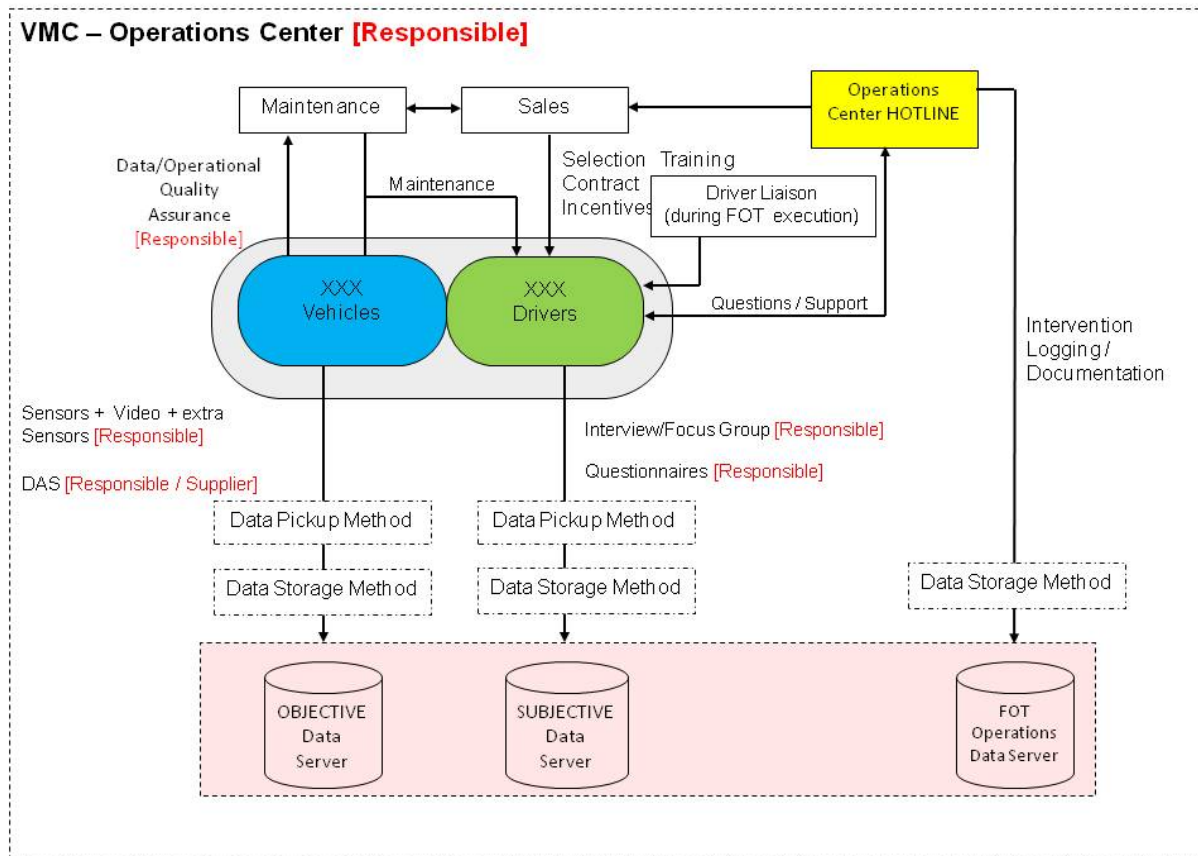 VMC – Operations Center [Responsible]
Maintenance
Sales
Operations
Center HOTLINE
Data/Operational
Quality
Assurance
[Responsible]
Maintenance
Selection Training
Contract
Incentives
Driver Liaison
(during FOT execution)
XXX
Vehicles
XXX
Drivers
Questions / Support
Intervention
Logging /
Documentation
Sensors + Video + extra
Sensors [Responsible]
DAS [Responsible / Supplier]
Interview/Focus Group [Responsible]
Questionnaires [Responsible]
Data Pickup Method
Data Pickup Method
Data Storage Method
Data Storage Method
Data Storage Method
OBJECTIVE
Data
Server
SUBJECTIVE
Data
Server
FOT
Operations
Data Server